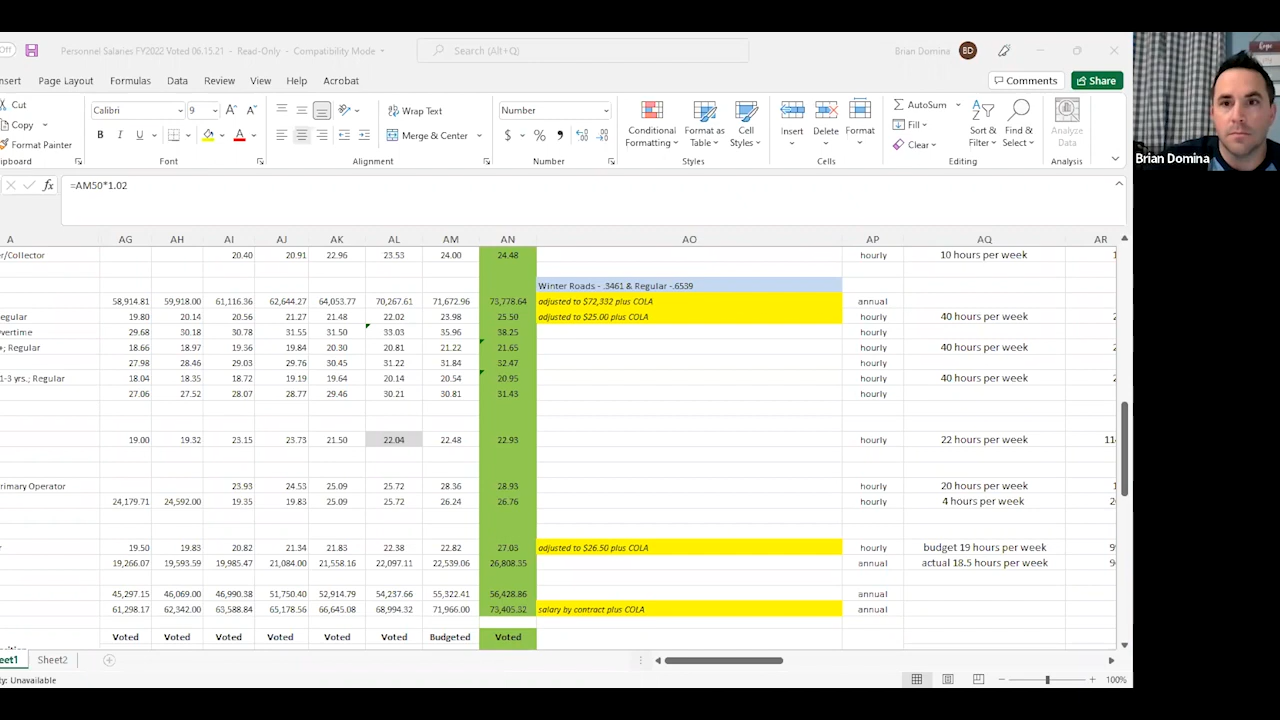 Off Personnel Salaries FY2022 Voted 06.15.21 - Read-Only - Compatibility Mode Search (Alt+Q) Brian Domina BD
nsert Page Layout Formulas Data Review View Help Acrobat Comments Share
Cut Calibri 9 Wrap Text Number AutoSum
Copy Fill
Format Painter B I U Merge & Center $ % Conditional Formatting Format as Table Cell Styles Insert Delete Format Clear Sort & Filter Find & Select Analyze Data
lipboard Font Alignment Number Styles Cells Editing Analysis
fx =AM50*1.02
A AG AH AI AJ AK AL AM AN AO AP AQ AR
er/Collector 20.40 20.91 22.96 23.53 24.00 24.48 hourly 10 hours per week 1
Winter Roads - .3461 & Regular -.6539
58,914.81 59,918.00 61,116.36 62,644.27 64,053.77 70,267.61 71,672.96 73,778.64 adjusted to $72,332 plus COLA annual
egular 19.80 20.14 20.56 21.27 21.48 22.02 23.98 25.50 adjusted to $25.00 plus COLA hourly 40 hours per week 2
vertime 29.68 30.18 30.78 31.55 31.50 33.03 35.96 38.25 hourly
+; Regular 18.66 18.97 19.36 19.84 20.30 20.81 21.22 21.65 hourly 40 hours per week 2
27.98 28.46 29.03 29.76 30.45 31.22 31.84 32.47 hourly
1-3 yrs.; Regular 18.04 18.35 18.72 19.19 19.64 20.14 20.54 20.95 hourly 40 hours per week 2
27.06 27.52 28.07 28.77 29.46 30.21 30.81 31.43 hourly
19.00 19.32 23.15 23.73 21.50 22.04 22.48 22.93 hourly 22 hours per week 114
rimary Operator 23.93 24.53 25.09 25.72 28.36 28.93 hourly 20 hours per week 1
24,179.71 24,592.00 19.35 19.83 25.09 25.72 26.24 26.76 hourly 4 hours per week 20
r 19.50 19.83 20.82 21.34 21.83 22.38 22.82 27.03 adjusted to $26.50 plus COLA hourly budget 19 hours per week 9
19,266.07 19,593.59 19,985.47 21,084.00 21,558.16 22,097.11 22,539.06 26,808.35 annual actual 18.5 hours per week 9
45,297.15 46,069.00 46,990.38 51,750.40 52,914.79 54,237.66 55,322.41 56,428.86 annual
61,298.17 62,342.00 63,588.84 65,178.56 66,645.08 68,994.32 71,966.00 73,405.32 salary by contract plus COLA annual
Voted Voted Voted Voted Voted Voted Budgeted Voted
eet1 Sheet2
ty: Unavailable 100%
Brian Domina